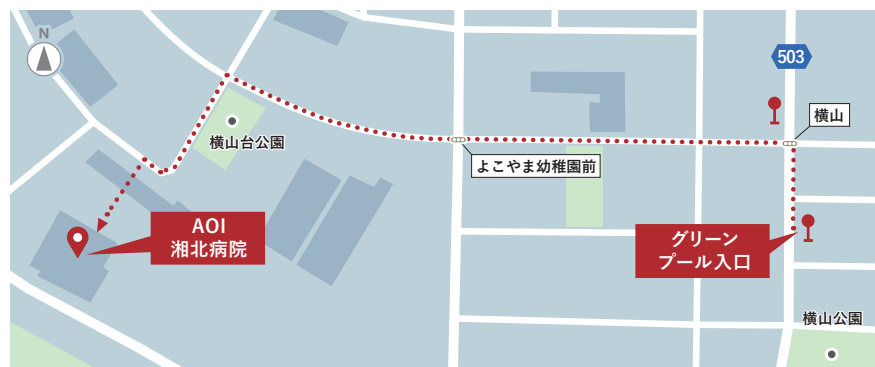 N
503
横山
横山台公園
よこやま幼稚園前
AOI
湘北病院
グリーン
プール入口
横山公園